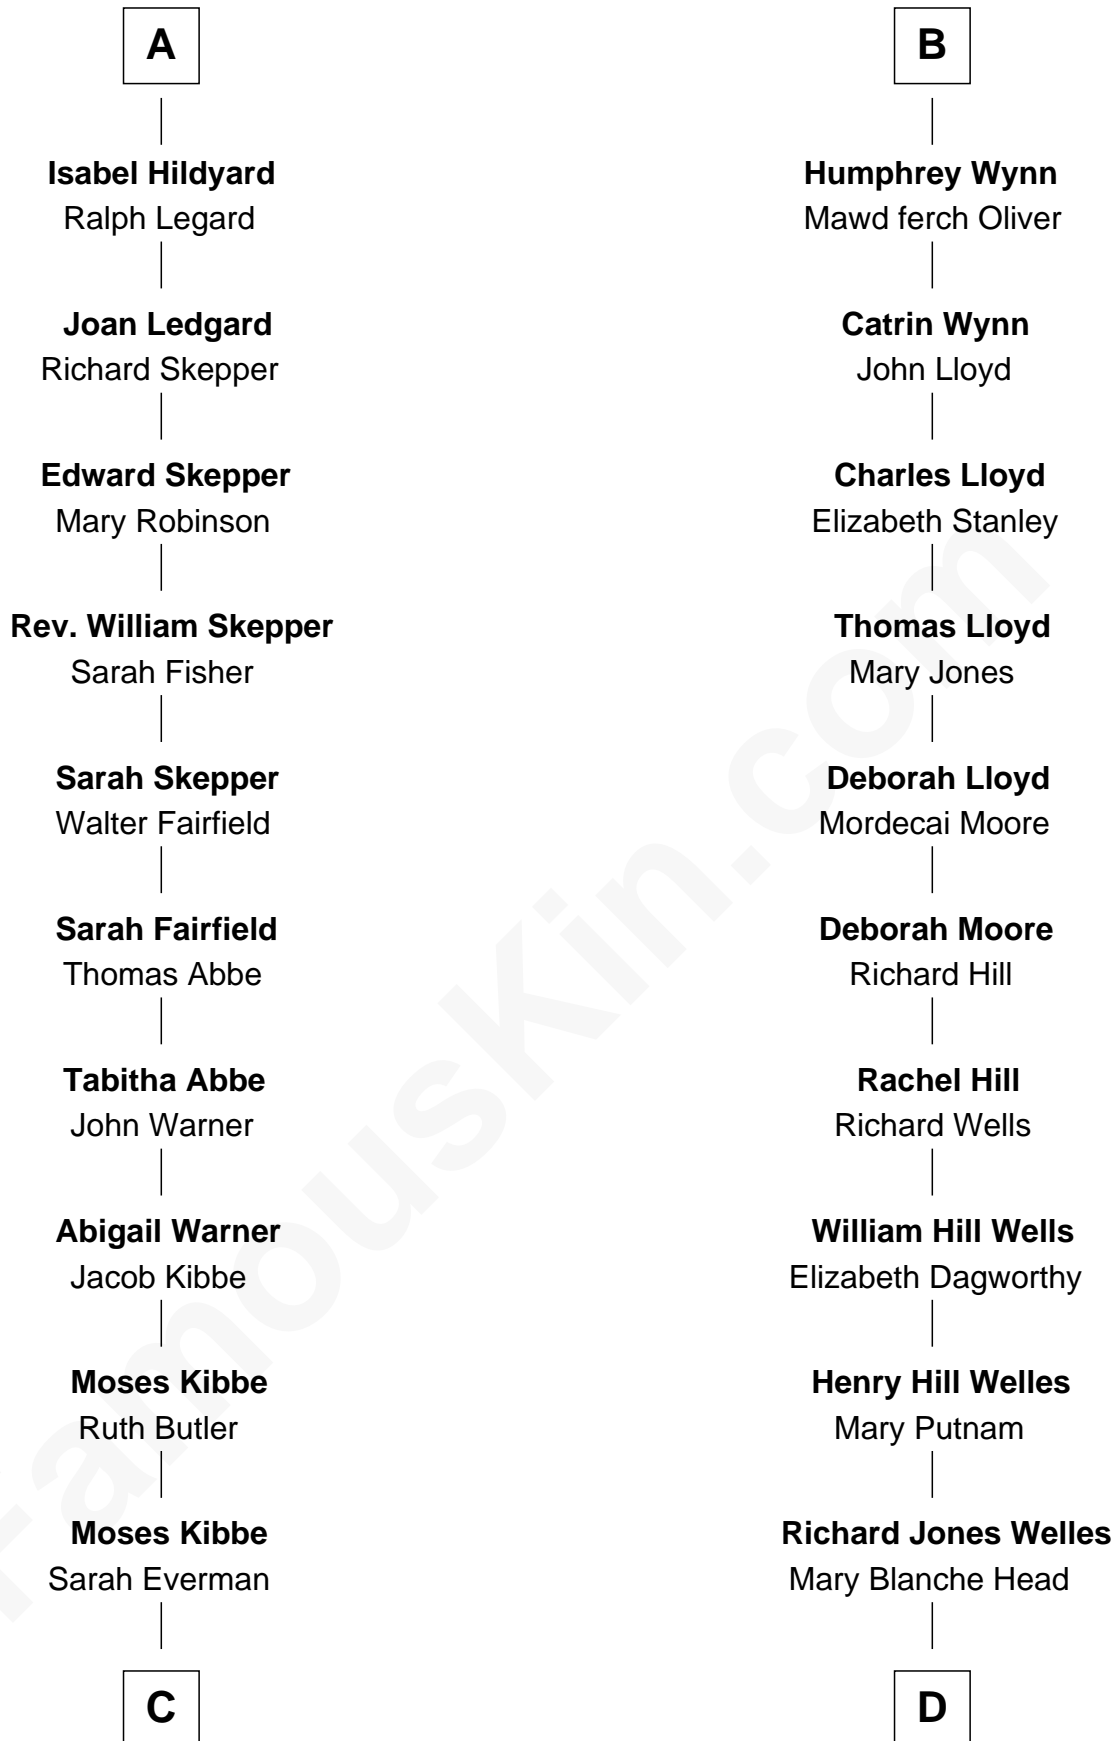 A
Isabel Hildyard
Ralph Legard
Joan Ledgard
Richard Skepper
Edward Skepper
Mary Robinson
Rev. William Skepper
Sarah Fisher
Sarah Skepper
Walter Fairfield
Sarah Fairfield
Thomas Abbe
Tabitha Abbe
John Warner
Abigail Warner
Jacob Kibbe
Moses Kibbe
Ruth Butler
Moses Kibbe
Sarah Everman
C
B
Humphrey Wynn
Mawd ferch Oliver
Catrin Wynn
John Lloyd
Charles Lloyd
Elizabeth Stanley
Thomas Lloyd
Mary Jones
Deborah Lloyd
Mordecai Moore
Deborah Moore
Richard Hill
Rachel Hill
Richard Wells
William Hill Wells
Elizabeth Dagworthy
Henry Hill Welles
Mary Putnam
Richard Jones Welles
Mary Blanche Head
D
FamousKin.com